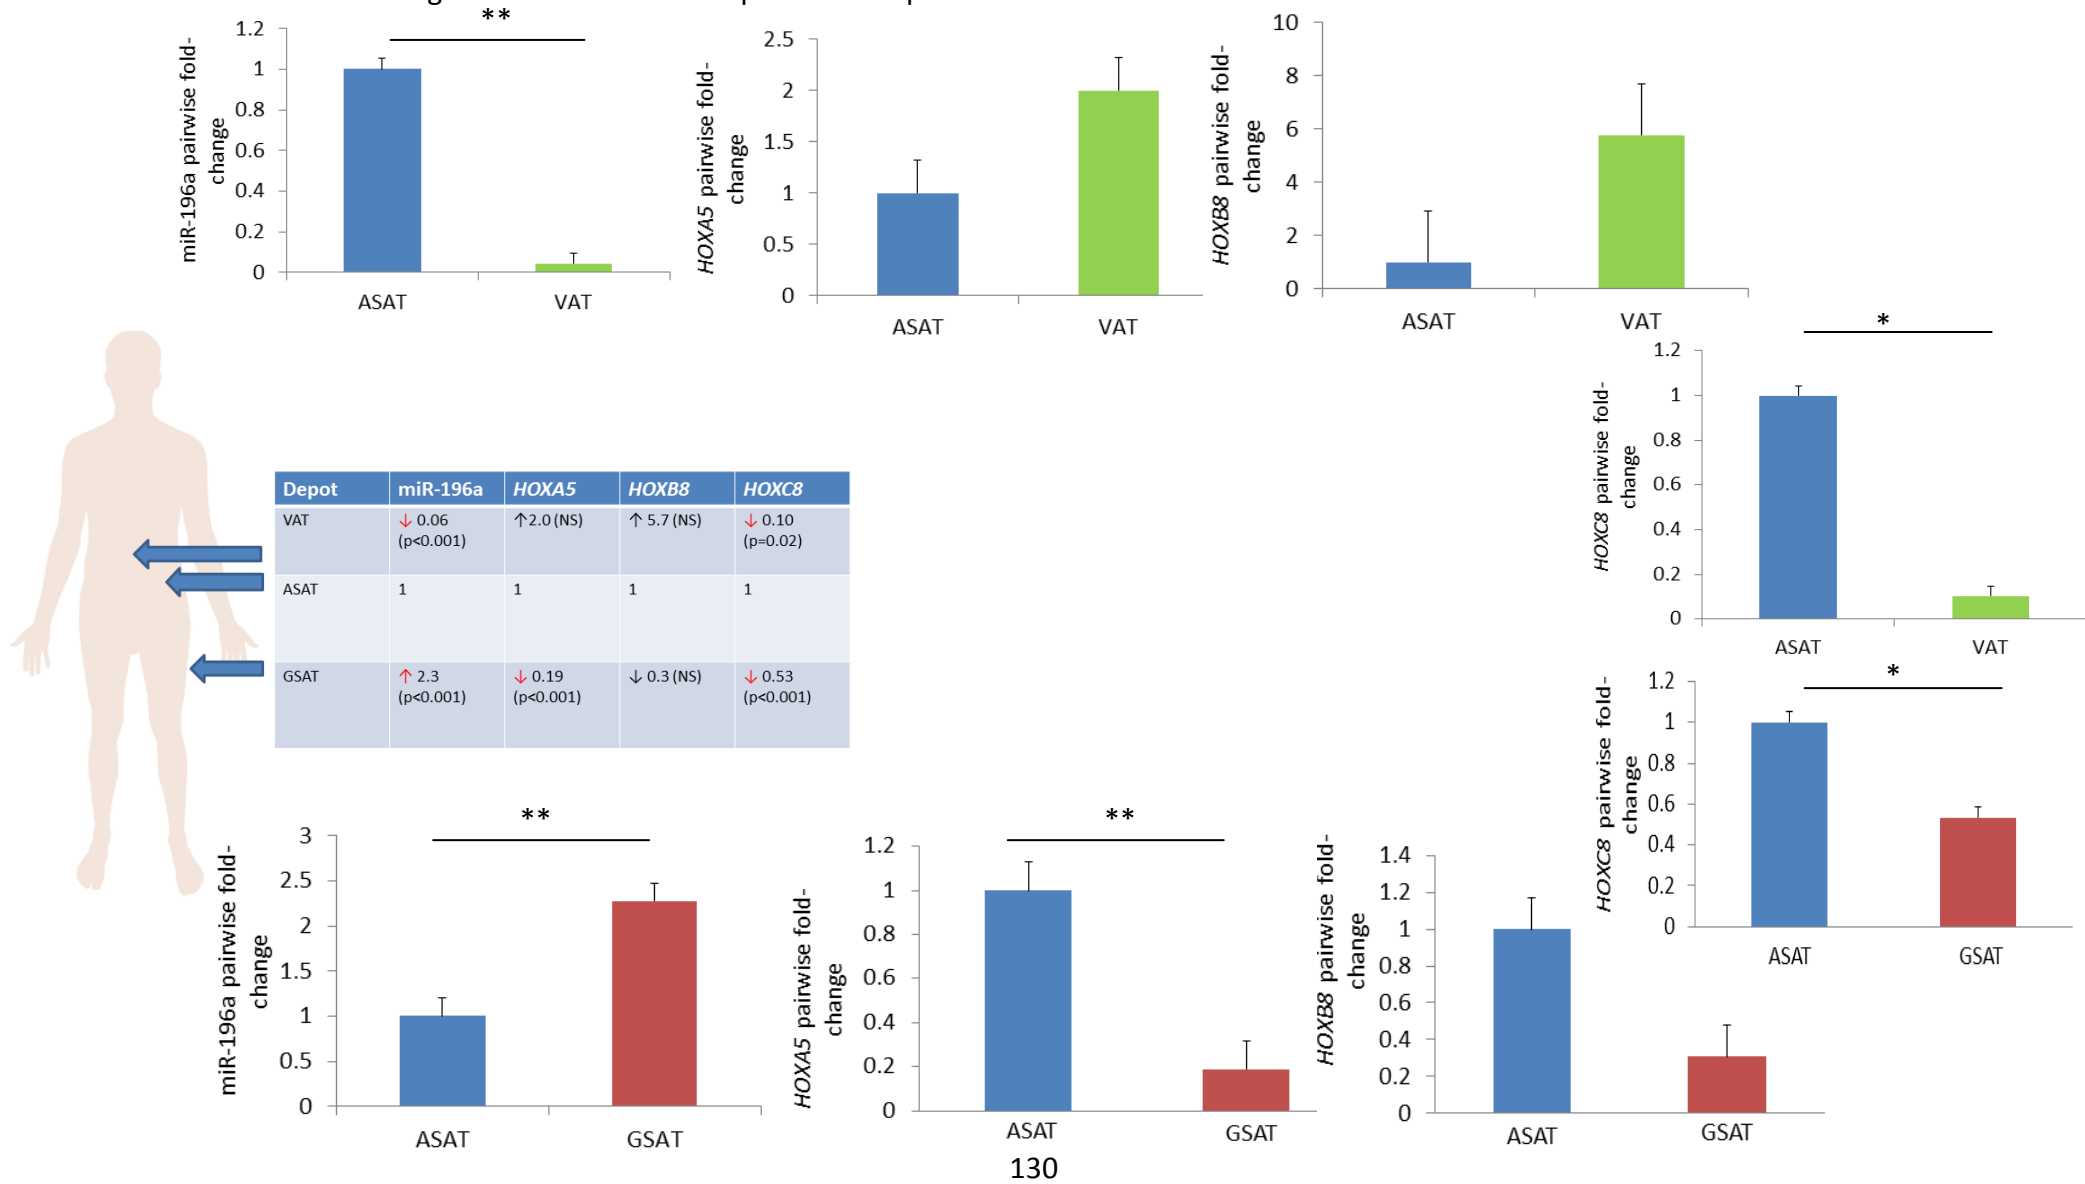 **
miR-196a pairwise fold-
change
1.2
1
0.8
0.6
0.4
0.2
0
ASAT VAT
HOXA5 pairwise fold-
change
2.5
2
1.5
1
0.5
0
ASAT VAT
HOXB8 pairwise fold-
change
10
8
6
4
2
0
ASAT VAT
*
HOXC8 pairwise fold-
change
1.2
1
0.8
0.6
0.4
0.2
0
ASAT VAT
Depot miR-196a HOXA5 HOXB8 HOXC8
VAT ↓ 0.06 ↑2.0 (NS) ↑ 5.7 (NS) ↓ 0.10
(p<0.001) (p=0.02)
ASAT 1 1 1 1
GSAT ↑ 2.3 ↓ 0.19 ↓ 0.3 (NS) ↓ 0.53
(p<0.001) (p<0.001) (p<0.001)
*
HOXC8 pairwise fold-
change
1.2
1
0.8
0.6
0.4
0.2
0
ASAT GSAT
**
miR-196a pairwise fold-
change
3
2.5
2
1.5
1
0.5
0
ASAT GSAT
**
HOXA5 pairwise fold-
change
1.2
1
0.8
0.6
0.4
0.2
0
ASAT GSAT
HOXB8 pairwise fold-
change
1.4
1.2
1
0.8
0.6
0.4
0.2
0
ASAT GSAT
130